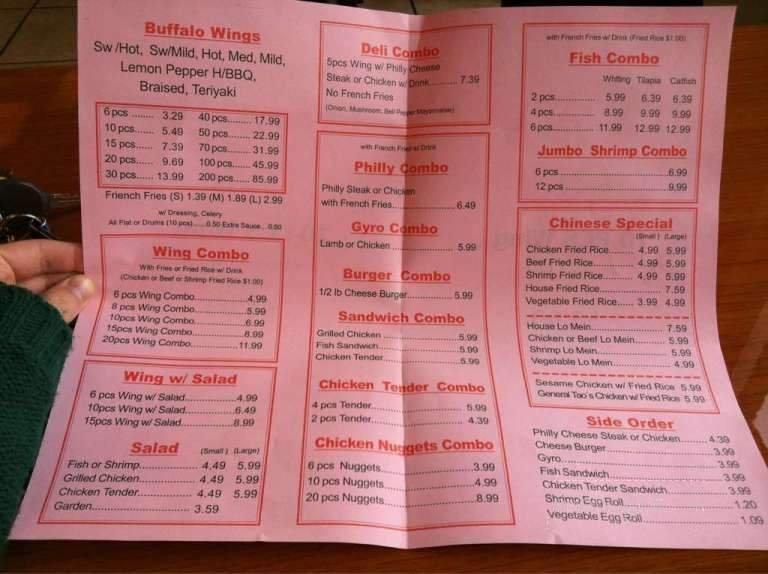 Buffalo Wings
Sw /Hot, Sw/Mild, Hot, Med, Mild,
Lemon Pepper H/BBQ,
Braised, Teriyaki
6 pcs ........ 3.29 40 pcs....... 17.99
10 pcs...... 5.49 50 pcs....... 22.99
15 pcs...... 7.39 70 pcs....... 31.99
20 pcs...... 9.69 100 pcs...... 45.99
30 pcs...... 13.99 200 pcs...... 85.99
Friench Fries (S) 1.39 (M) 1.89 (L) 2.99
w/ Dressing, Celery
All Flat or Drums (10 pcs) ......0.50 Extra Sauce.. 0.50
Wing Combo
With Fries or Fried Rice w/ Drink
(Chicken or Beef or Shrimp Fried Rice $1.00)
6 pcs Wing Combo..............4.99
8 pcs Wing Combo..............5.99
10pcs Wing Combo..............6.99
15pcs Wing Combo..............8.99
20pcs Wing Combo.............11.99
Wing w/ Salad
6 pcs Wing w/ Salad..............4.99
10pcs Wing w/ Salad..............6.49
15pcs Wing w/ Salad..............8.99
Salad (Small ) (Large)
Fish or Shrimp............... 4.49 5.99
Grilled Chicken............... 4.49 5.99
Chicken Tender.............. 4.49 5.99
Garden........................ 3.59
Deli Combo
5pcs Wing w/ Philly Cheese
Steak or Chicken w/ Drink.......... 7.39
No French Fries
(Onion, Mushroom, Bell Pepper Mayonnaise)
with French Fried w/ Drink
Philly Combo
Philly Steak or Chicken
with French Fries.................... 6.49
Gyro Combo
Lamb or Chicken .................. 5.99
Burger Combo
1/2 lb Cheese Burger.............. 5.99
Sandwich Combo
Grilled Chicken ........................5.99
Fish Sandwich.........................5.99
Chicken Tender.......................5.99
Chicken Tender Combo
4 pcs Tender............................ 5.99
2 pcs Tender............................ 4.39
Chicken Nuggets Combo
6 pcs Nuggets..........................3.99
10 pcs Nuggets.........................4.99
20 pcs Nuggets.........................8.99
with French Fries w/ Drink (Fried Rice $1.00)
Fish Combo
Whiting Tilapia Catfish
2 pcs.............. 5.99 6.39 6.39
4 pcs.............. 8.99 9.99 9.99
6 pcs.............. 11.99 12.99 12.99
Jumbo Shrimp Combo
6 pcs ....................................6.99
12 pcs ...................................9.99
Chinese Special
(Small ) (Large)
Chicken Fried Rice........ 4.99 5.99
Beef Fried Rice............. 4.99 5.99
Shrimp Fried Rice.......... 4.99 5.99
House Fried Rice................... 7.59
Vegetable Fried Rice...... 3.99 4.99
House Lo Mein........................ 7.59
Chicken or Beef Lo Mein......... 5.99
Shrimp Lo Mein....................... 5.99
Vegetable Lo Mein.................. 4.99
Sesame Chicken w/ Fried Rice 5.99
General Tao's Chicken w/ Fried Rice 5.99
Side Order
Philly Cheese Steak or Chicken.......4.39
Cheese Burger............................3.99
Gyro...........................................3.99
Fish Sandwich.............................3.99
Chicken Tender Sandwich.............3.99
Shrimp Egg Roll...........................1.20
Vegetable Egg Roll.......................1.09